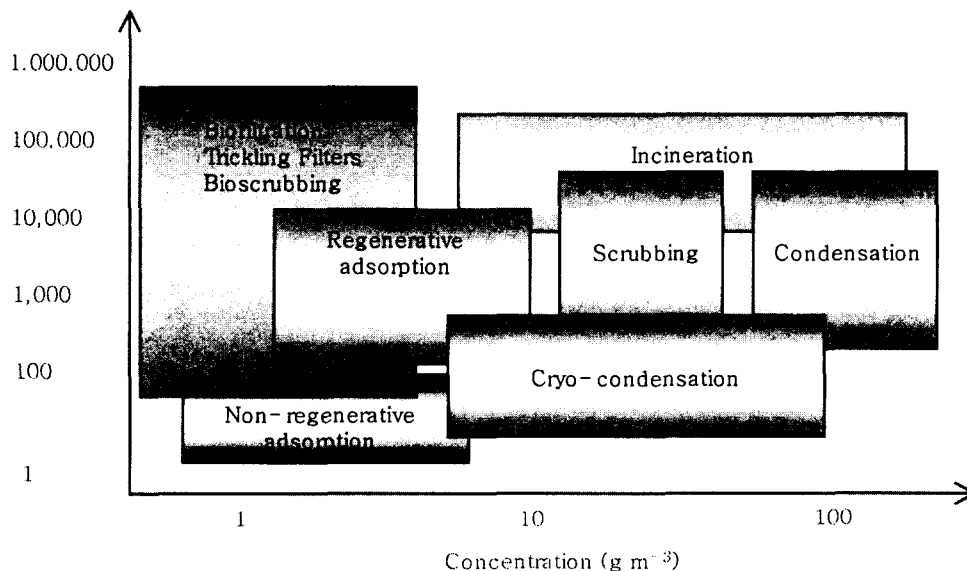 1.000.000
100,000
10,000
1,000
100
1
Trickling Filters
Bioscrubbing
Incineration
Regenerative
adsorption
Scrubbing
Condensation
Cryo-condensation
Non-regenerative
adsorption
1
10
100
Concentration (g m⁻³)